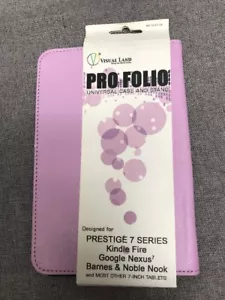 VISUAL LAND
PRO FOLIO
UNIVERSAL CASE AND STAND
Designed for
PRESTIGE 7 SERIES
Kindle Fire
Google Nexus7
Barnes & Noble Nook
and MOST OTHER 7-INCH TABLETS